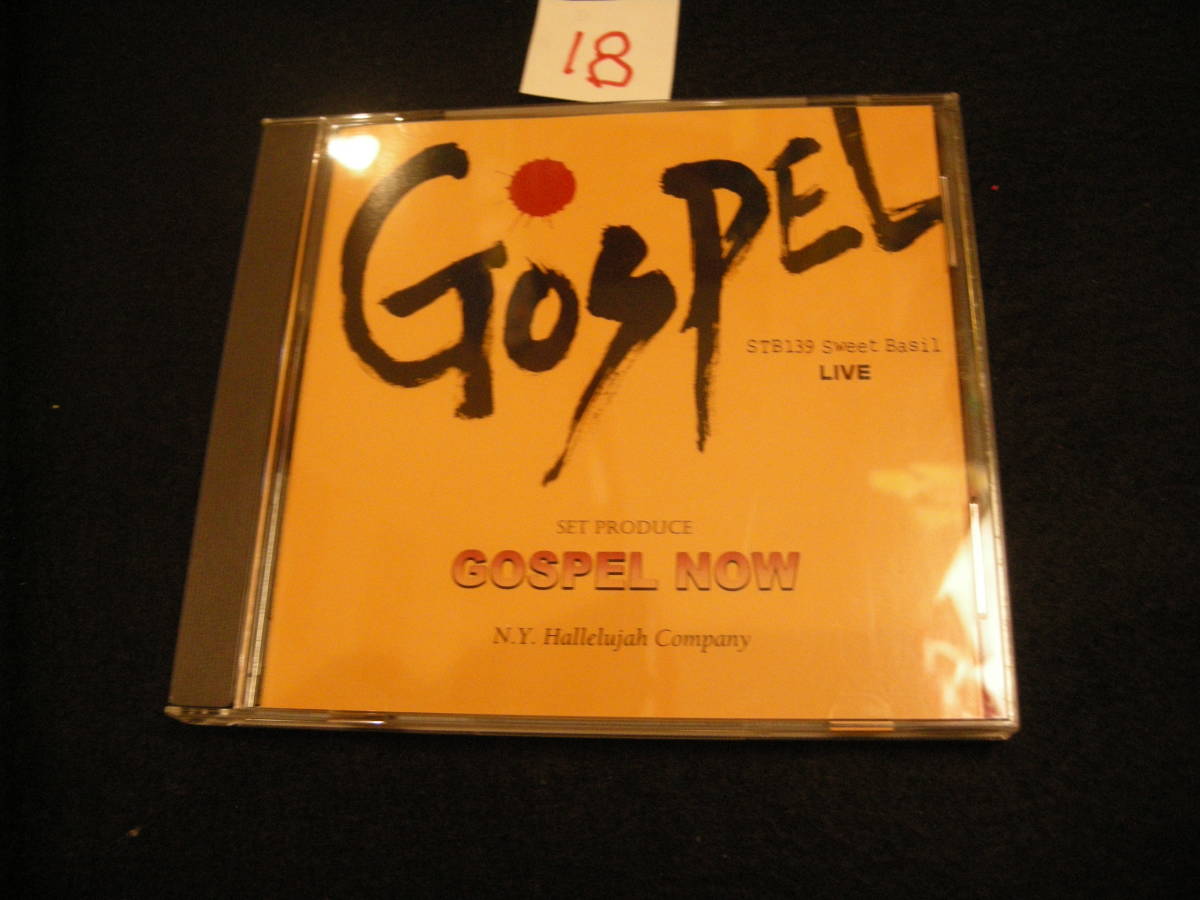 18
GOSPEL
STB139 Sweet Basil
LIVE
SET PRODUCE
GOSPEL NOW
N.Y. Hallelujah Company